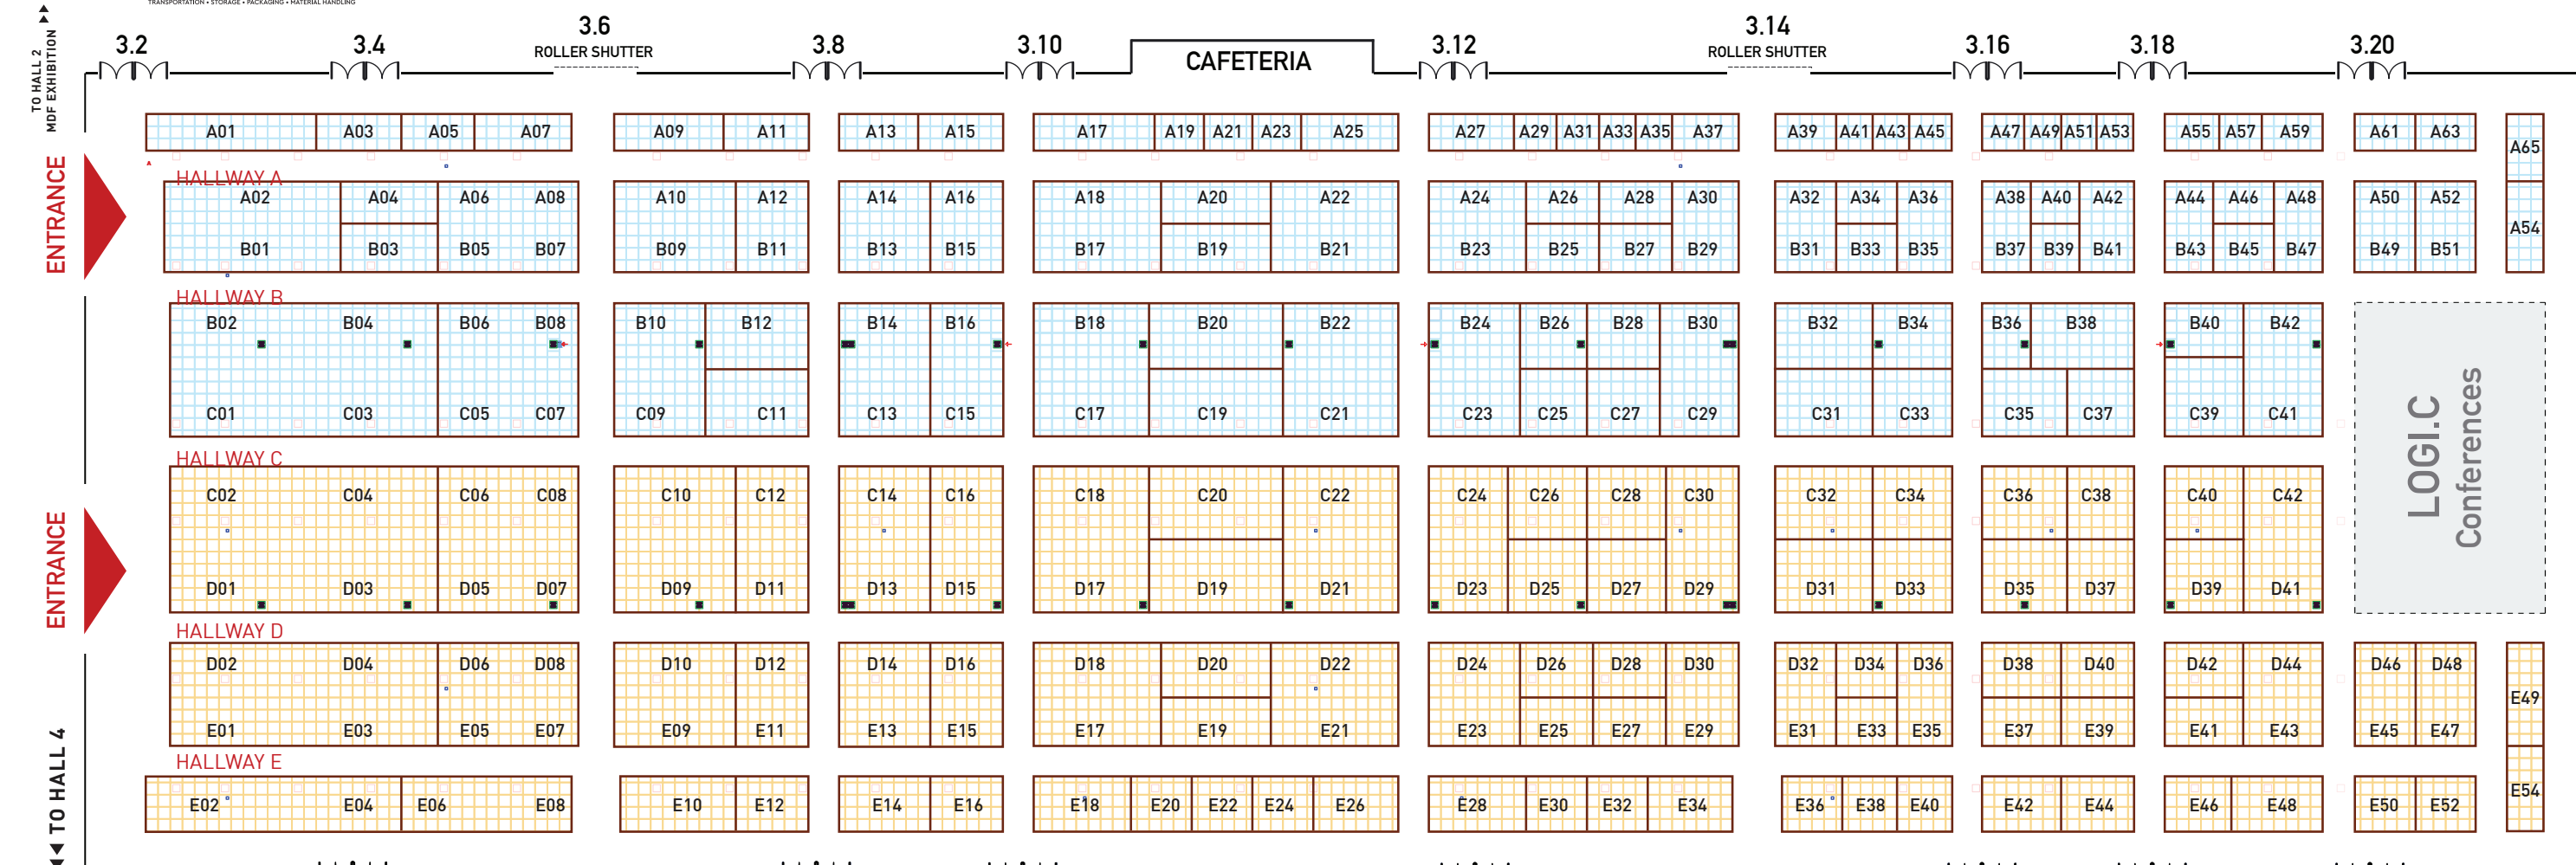 TRANSPORTATION • STORAGE • PACKAGING • MATERIAL HANDLING
TO HALL 2
MDF EXHIBITION
3.2
3.4
3.6
ROLLER SHUTTER
3.8
3.10
CAFETERIA
3.12
3.14
ROLLER SHUTTER
3.16
3.18
3.20
A01 A03 A05 A07 A09 A11 A13 A15 A17 A19 A21 A23 A25 A27 A29 A31 A33 A35 A37 A39 A41 A43 A45 A47 A49 A51 A53 A55 A57 A59 A61 A63 A65
ENTRANCE
HALLWAY A
A02 A04 A06 A08 A10 A12 A14 A16 A18 A20 A22 A24 A26 A28 A30 A32 A34 A36 A38 A40 A42 A44 A46 A48 A50 A52 A54
B01 B03 B05 B07 B09 B11 B13 B15 B17 B19 B21 B23 B25 B27 B29 B31 B33 B35 B37 B39 B41 B43 B45 B47 B49 B51
HALLWAY B
B02 B04 B06 B08 B10 B12 B14 B16 B18 B20 B22 B24 B26 B28 B30 B32 B34 B36 B38 B40 B42
C01 C03 C05 C07 C09 C11 C13 C15 C17 C19 C21 C23 C25 C27 C29 C31 C33 C35 C37 C39 C41
LOGI.C
Conferences
HALLWAY C
C02 C04 C06 C08 C10 C12 C14 C16 C18 C20 C22 C24 C26 C28 C30 C32 C34 C36 C38 C40 C42
ENTRANCE
D01 D03 D05 D07 D09 D11 D13 D15 D17 D19 D21 D23 D25 D27 D29 D31 D33 D35 D37 D39 D41
HALLWAY D
D02 D04 D06 D08 D10 D12 D14 D16 D18 D20 D22 D24 D26 D28 D30 D32 D34 D36 D38 D40 D42 D44 D46 D48
E49
E01 E03 E05 E07 E09 E11 E13 E15 E17 E19 E21 E23 E25 E27 E29 E31 E33 E35 E37 E39 E41 E43 E45 E47
HALLWAY E
E02 E04 E06 E08 E10 E12 E14 E16 E18 E20 E22 E24 E26 E28 E30 E32 E34 E36 E38 E40 E42 E44 E46 E48 E50 E52 E54
TO HALL 4